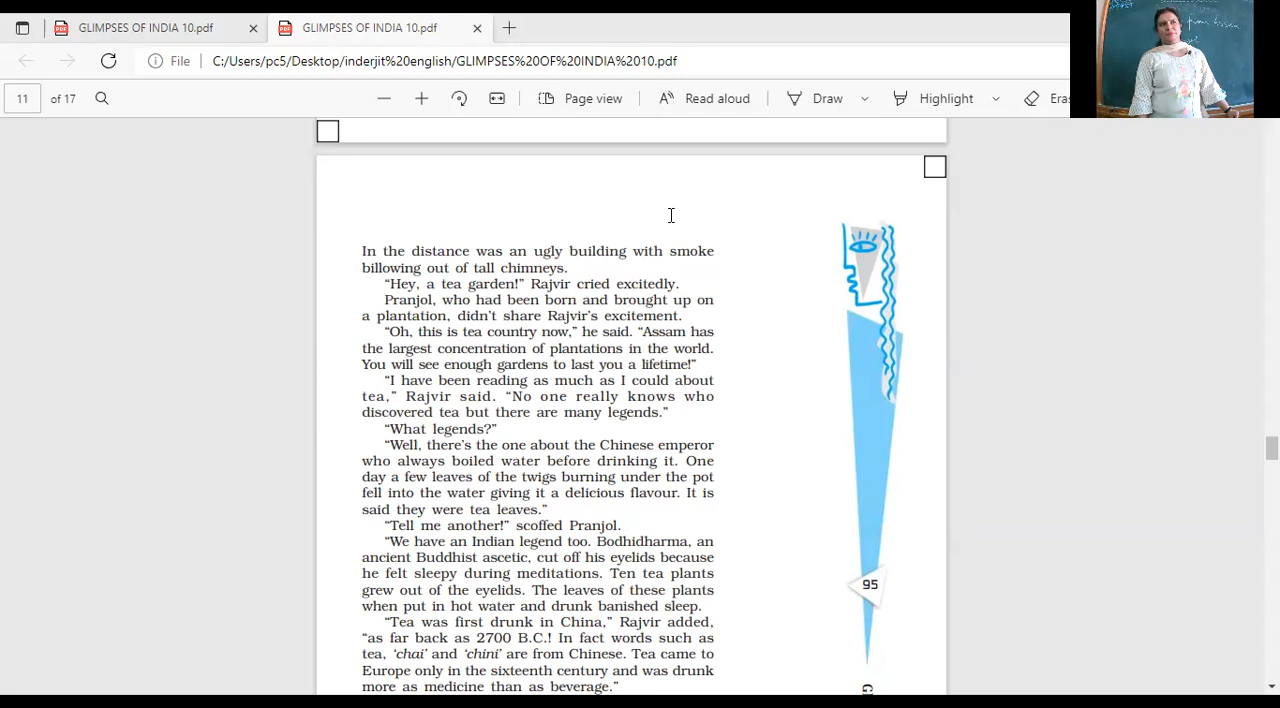 GLIMPSES OF INDIA 10.pdf
GLIMPSES OF INDIA 10.pdf
File C:/Users/pc5/Desktop/inderjit%20english/GLIMPSES%20OF%20INDIA%2010.pdf
11 of 17 Page view Read aloud Draw Highlight Eras
from Assam
In the distance was an ugly building with smoke
billowing out of tall chimneys.
“Hey, a tea garden!” Rajvir cried excitedly.
Pranjol, who had been born and brought up on
a plantation, didn’t share Rajvir’s excitement.
“Oh, this is tea country now,” he said. “Assam has
the largest concentration of plantations in the world.
You will see enough gardens to last you a lifetime!”
“I have been reading as much as I could about
tea,” Rajvir said. “No one really knows who
discovered tea but there are many legends.”
“What legends?”
“Well, there’s the one about the Chinese emperor
who always boiled water before drinking it. One
day a few leaves of the twigs burning under the pot
fell into the water giving it a delicious flavour. It is
said they were tea leaves.”
“Tell me another!” scoffed Pranjol.
“We have an Indian legend too. Bodhidharma, an
ancient Buddhist ascetic, cut off his eyelids because
he felt sleepy during meditations. Ten tea plants
grew out of the eyelids. The leaves of these plants
when put in hot water and drunk banished sleep.
“Tea was first drunk in China,” Rajvir added,
“as far back as 2700 B.C.! In fact words such as
tea, ‘chai’ and ‘chini’ are from Chinese. Tea came to
Europe only in the sixteenth century and was drunk
more as medicine than as beverage.”
95
G